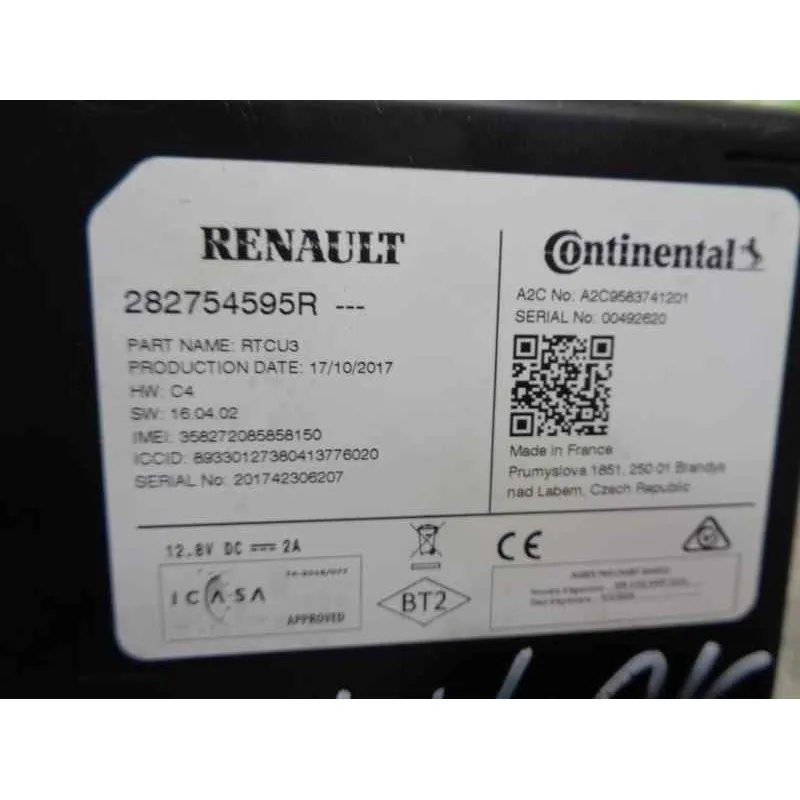 RENAULT
282754595R ---
PART NAME: RTCU3
PRODUCTION DATE: 17/10/2017
HW: C4
SW: 16.04.02
IMEI: 358272085858150
ICCID: 89330127380413776020
SERIAL No: 201742306207
Continental
A2C No: A2C9583741201
SERIAL No: 00492620
Made in France
Prumyslova 1851, 250 01 Brandys
nad Labem, Czech Republic
12.8V DC 2A
ICASA
APPROVED
BT2
CE